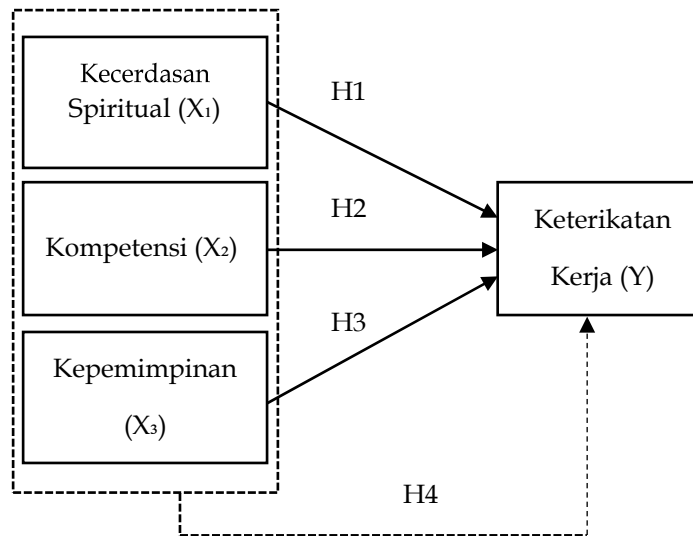 Kecerdasan
Spiritual (X₁)
H1
Kompetensi (X₂)
H2
Keterikatan
Kerja (Y)
H3
Kepemimpinan
(X₃)
H4